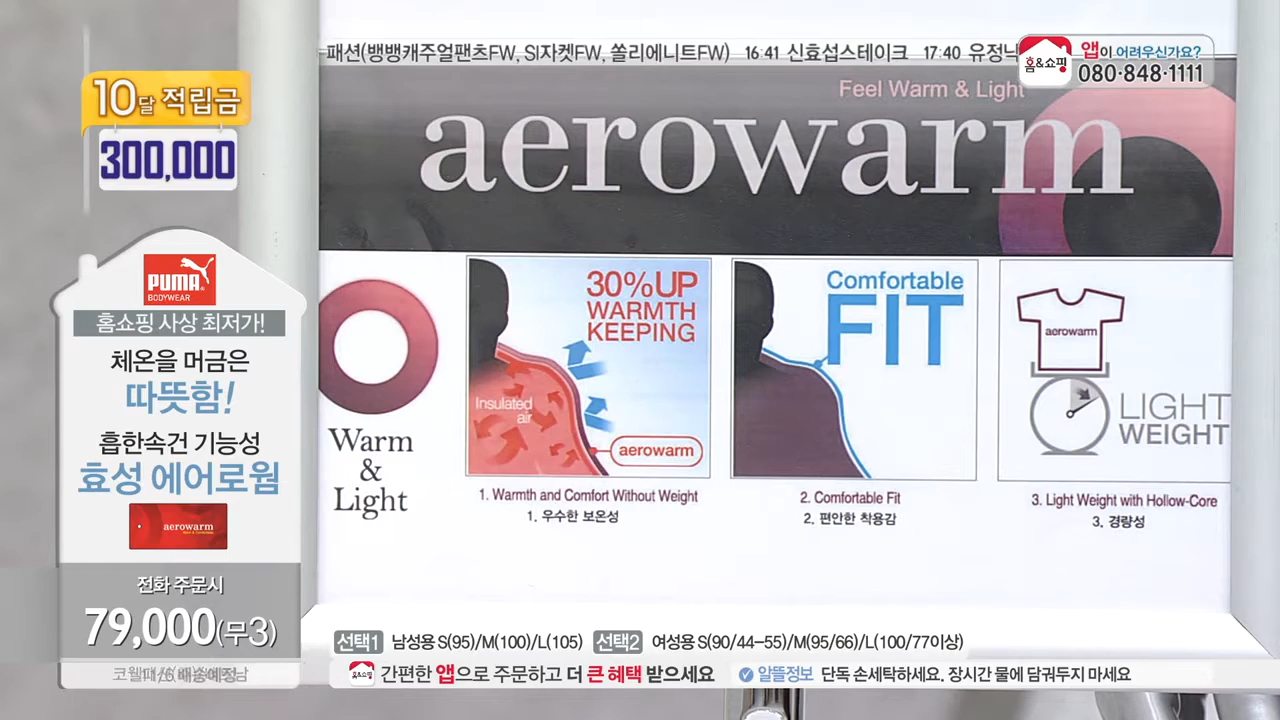 패션(뱅뱅캐주얼팬츠FW, SI자켓FW, 쏠리에니트FW) 16:41 신효섭스테이크 17:40 유정낙
홈&쇼핑
앱이 어려우신가요?
080·848·1111
10달 적립금
300,000
PUMA
BODYWEAR
홈쇼핑 사상 최저가!
체온을 머금은
따뜻함!
흡한속건 기능성
효성 에어로웜
aerowarm
전화 주문시
79,000(무3)
11/6 배송예정
Feel Warm & Light
aerowarm
Warm
&
Light
30%UP
WARMTH
KEEPING
Insulated
air
aerowarm
1. Warmth and Comfort Without Weight
1. 우수한 보온성
Comfortable
FIT
2. Comfortable Fit
2. 편안한 착용감
aerowarm
LIGHT
WEIGHT
3. Light Weight with Hollow-Core
3. 경량성
선택1 남성용 S(95)/M(100)/L(105) 선택2 여성용 S(90/44-55)/M(95/66)/L(100/77이상)
홈&쇼핑 간편한 앱으로 주문하고 더 큰 혜택 받으세요 알뜰정보 단독 손세탁하세요. 장시간 물에 담궈두지 마세요